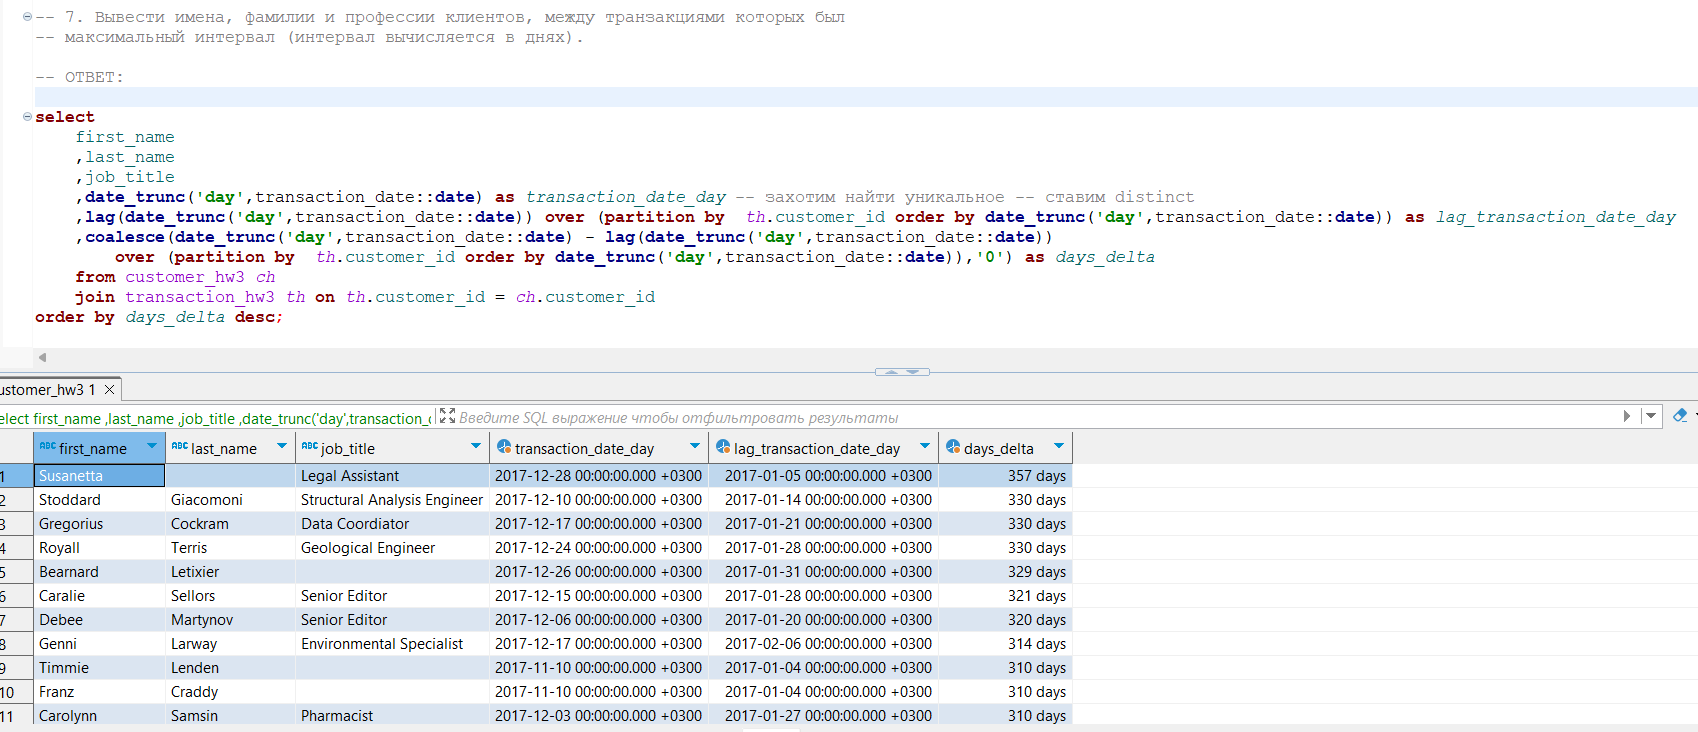 -- 7. Вывести имена, фамилии и профессии клиентов, между транзакциями которых был
-- максимальный интервал (интервал вычисляется в днях).
-- ОТВЕТ:
select
first_name
,last_name
,job_title
,date_trunc('day',transaction_date::date) as transaction_date_day -- захотим найти уникальное -- ставим distinct
,lag(date_trunc('day',transaction_date::date)) over (partition by  th.customer_id order by date_trunc('day',transaction_date::date)) as lag_transaction_date_day
,coalesce(date_trunc('day',transaction_date::date) - lag(date_trunc('day',transaction_date::date))
over (partition by  th.customer_id order by date_trunc('day',transaction_date::date)),'0') as days_delta
from customer_hw3 ch
join transaction_hw3 th on th.customer_id = ch.customer_id
order by days_delta desc;
ustomer_hw3 1
elect first_name ,last_name ,job_title ,date_trunc('day',transaction_d Введите SQL выражение чтобы отфильтровать результаты
ABC first_name ABC last_name ABC job_title transaction_date_day lag_transaction_date_day days_delta
1 Susanetta Legal Assistant 2017-12-28 00:00:00.000 +0300 2017-01-05 00:00:00.000 +0300 357 days
2 Stoddard Giacomoni Structural Analysis Engineer 2017-12-10 00:00:00.000 +0300 2017-01-14 00:00:00.000 +0300 330 days
3 Gregorius Cockram Data Coordiator 2017-12-17 00:00:00.000 +0300 2017-01-21 00:00:00.000 +0300 330 days
4 Royall Terris Geological Engineer 2017-12-24 00:00:00.000 +0300 2017-01-28 00:00:00.000 +0300 330 days
5 Bearnard Letixier 2017-12-26 00:00:00.000 +0300 2017-01-31 00:00:00.000 +0300 329 days
6 Caralie Sellors Senior Editor 2017-12-15 00:00:00.000 +0300 2017-01-28 00:00:00.000 +0300 321 days
7 Debee Martynov Senior Editor 2017-12-06 00:00:00.000 +0300 2017-01-20 00:00:00.000 +0300 320 days
8 Genni Larway Environmental Specialist 2017-12-17 00:00:00.000 +0300 2017-02-06 00:00:00.000 +0300 314 days
9 Timmie Lenden 2017-11-10 00:00:00.000 +0300 2017-01-04 00:00:00.000 +0300 310 days
10 Franz Craddy 2017-11-10 00:00:00.000 +0300 2017-01-04 00:00:00.000 +0300 310 days
11 Carolynn Samsin Pharmacist 2017-12-03 00:00:00.000 +0300 2017-01-27 00:00:00.000 +0300 310 days